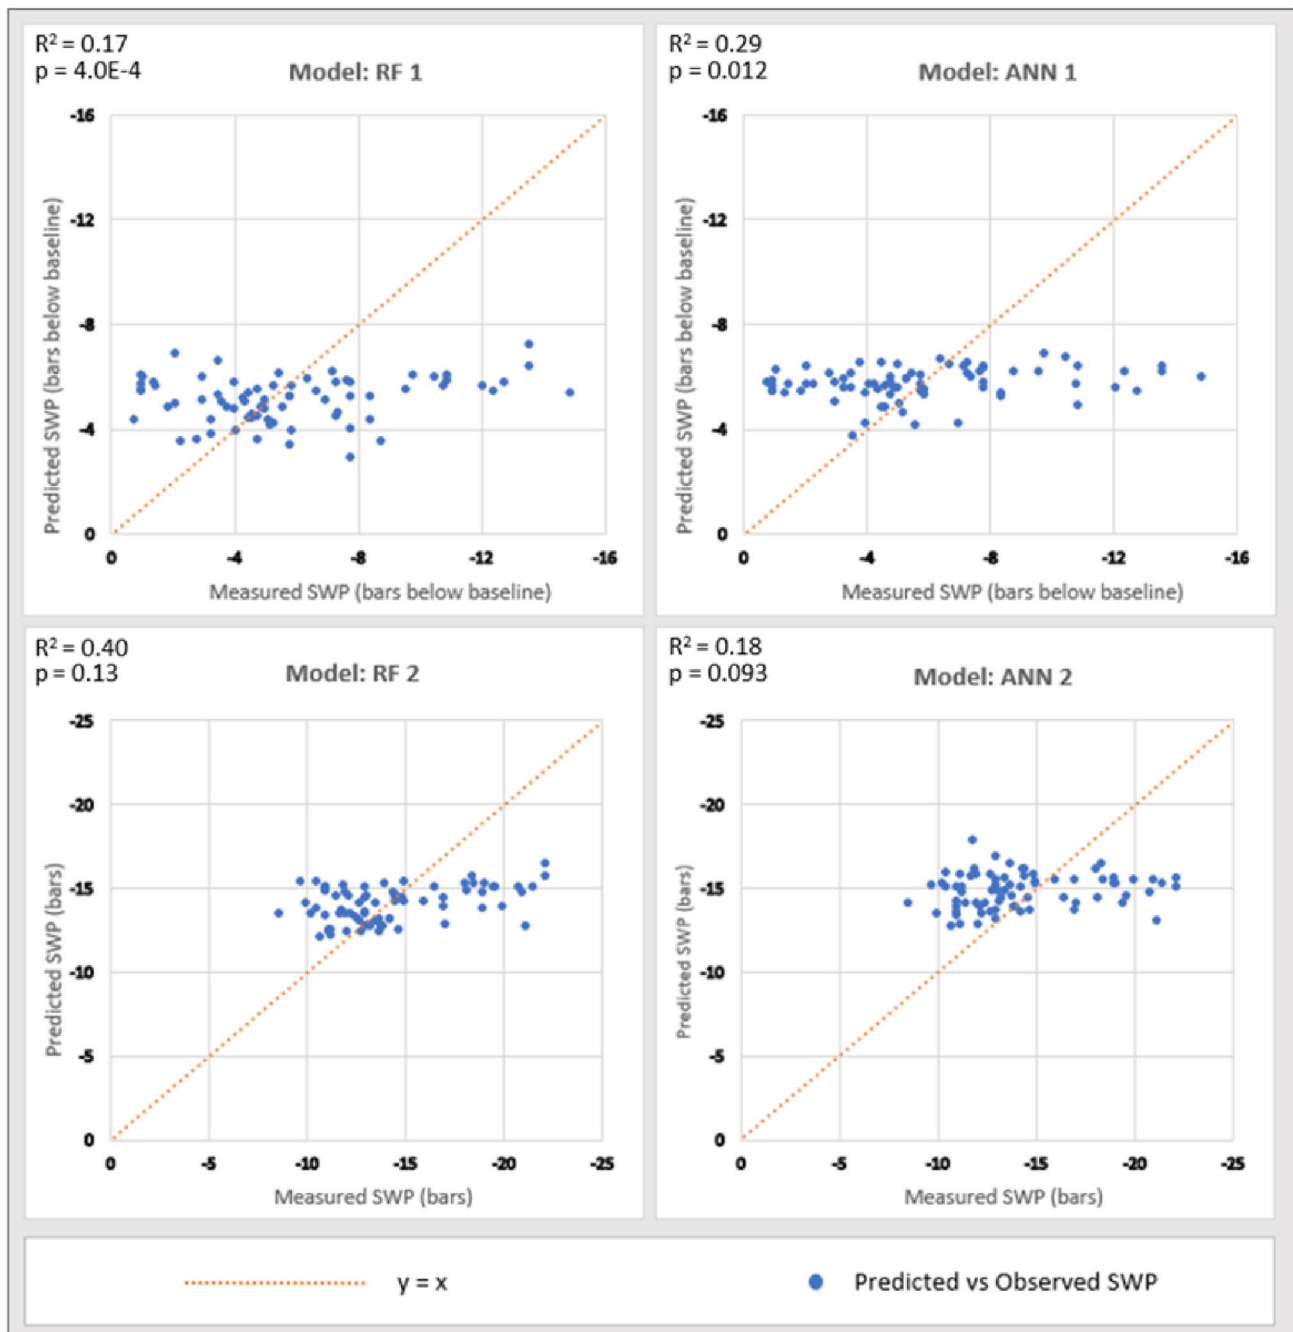 R² = 0.17
p = 4.0E-4
Model: RF 1
-16
-12
-8
-4
0
0 -4 -8 -12 -16
Predicted SWP (bars below baseline)
Measured SWP (bars below baseline)
R² = 0.29
p = 0.012
Model: ANN 1
-16
-12
-8
-4
0
0 -4 -8 -12 -16
Predicted SWP (bars below baseline)
Measured SWP (bars below baseline)
R² = 0.40
p = 0.13
Model: RF 2
-25
-20
-15
-10
-5
0
0 -5 -10 -15 -20 -25
Predicted SWP (bars)
Measured SWP (bars)
R² = 0.18
p = 0.093
Model: ANN 2
-25
-20
-15
-10
-5
0
0 -5 -10 -15 -20 -25
Predicted SWP (bars)
Measured SWP (bars)
y = x
Predicted vs Observed SWP